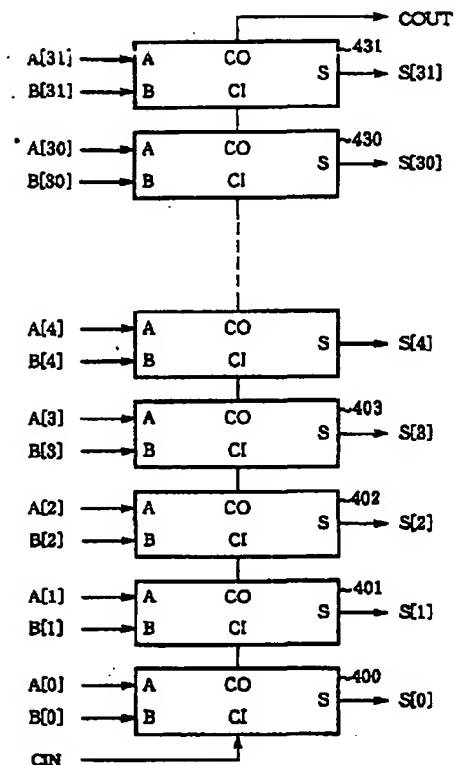 COUT
431
A[31] A CO
S S[31]
B[31] B CI
430
A[30] A CO
S S[30]
B[30] B CI
A[4] A CO
S S[4]
B[4] B CI
403
A[3] A CO
S S[3]
B[3] B CI
402
A[2] A CO
S S[2]
B[2] B CI
401
A[1] A CO
S S[1]
B[1] B CI
400
A[0] A CO
S S[0]
B[0] B CI
CIN